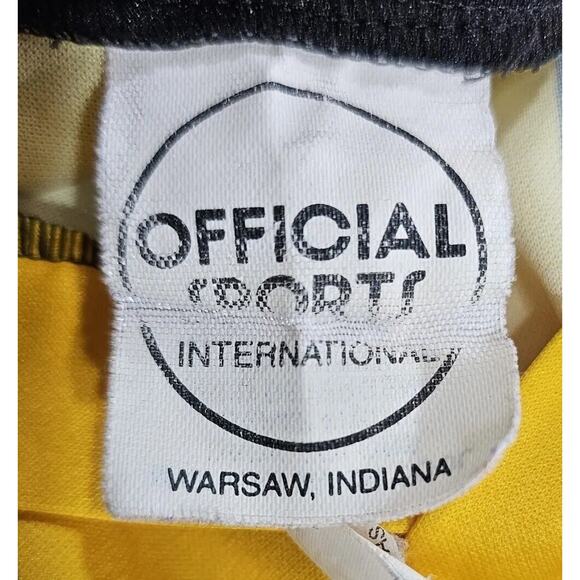 OFFICIAL
SPORTS
INTERNATIONAL
WARSAW, INDIANA